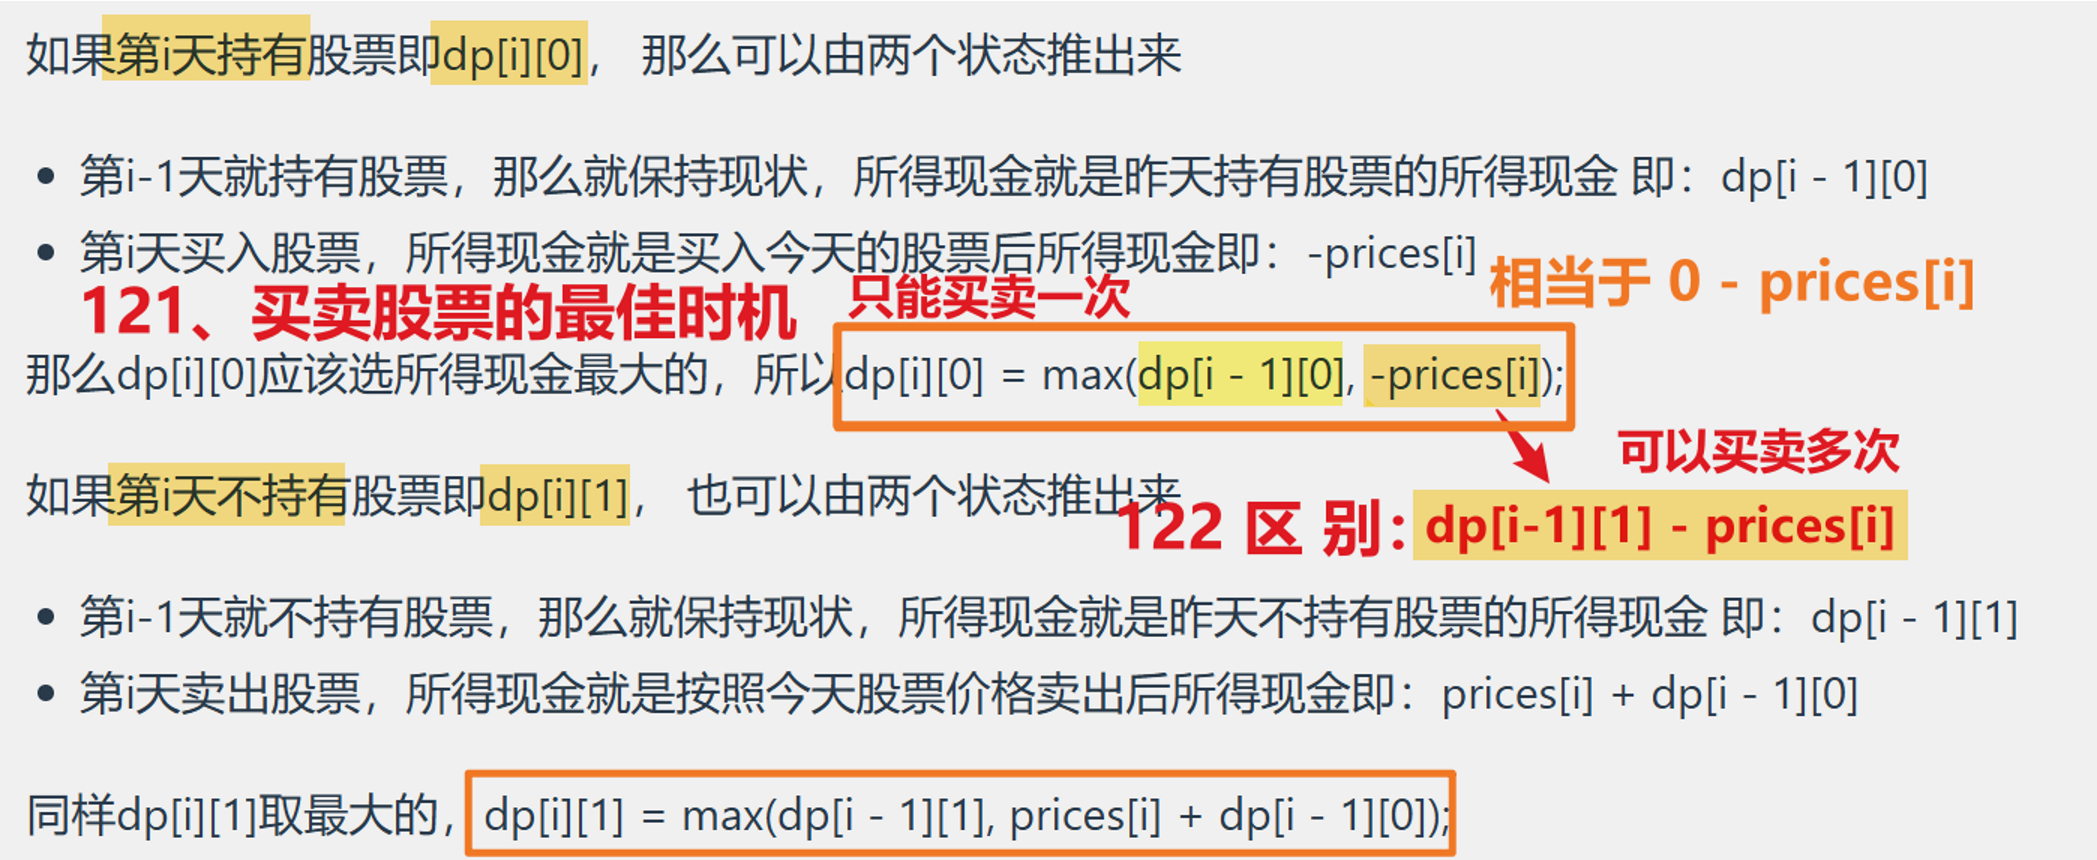 如果第i天持有股票即dp[i][0]， 那么可以由两个状态推出来
第i-1天就持有股票，那么就保持现状，所得现金就是昨天持有股票的所得现金 即：dp[i - 1][0]
第i天买入股票，所得现金就是买入今天的股票后所得现金即：-prices[i]
相当于 0 - prices[i]
121、买卖股票的最佳时机
只能买卖一次
那么dp[i][0]应该选所得现金最大的，所以dp[i][0] = max(dp[i - 1][0], -prices[i]);
可以买卖多次
如果第i天不持有股票即dp[i][1]， 也可以由两个状态推出来
122 区 别：dp[i-1][1] - prices[i]
第i-1天就不持有股票，那么就保持现状，所得现金就是昨天不持有股票的所得现金 即：dp[i - 1][1]
第i天卖出股票，所得现金就是按照今天股票价格卖出后所得现金即：prices[i] + dp[i - 1][0]
同样dp[i][1]取最大的，dp[i][1] = max(dp[i - 1][1], prices[i] + dp[i - 1][0]);